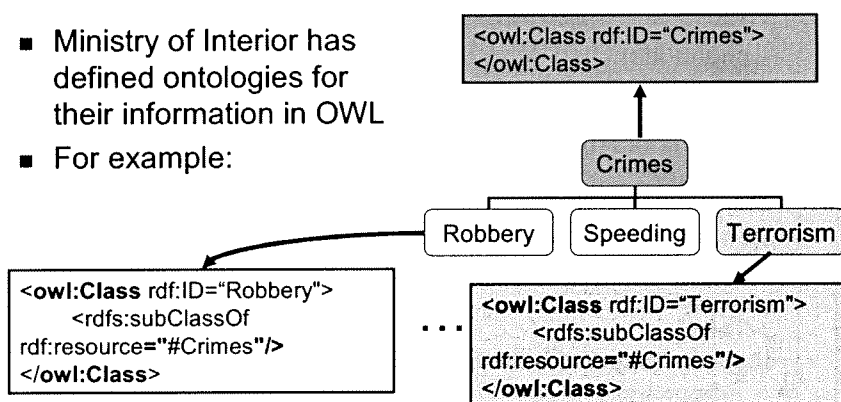 ▪ Ministry of Interior has
defined ontologies for
their information in OWL
▪ For example:
<owl:Class rdf:ID="Crimes">
</owl:Class>
Crimes
Robbery
Speeding
Terrorism
<owl:Class rdf:ID="Robbery">
<rdfs:subClassOf
rdf:resource="#Crimes"/>
</owl:Class>
...
<owl:Class rdf:ID="Terrorism">
<rdfs:subClassOf
rdf:resource="#Crimes"/>
</owl:Class>